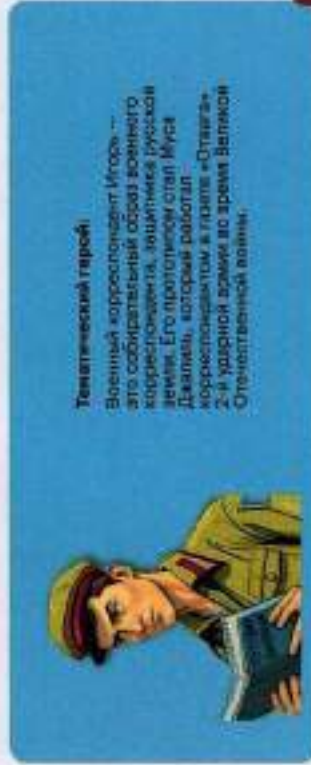 Тематический герой:
Военный корреспондент Игорь –
это собирательный образ военного
корреспондента, защитника русской
земли. Его прототипом стал Муса
Джалиль, который работал
корреспондентом в газете «Отвага»
2-й ударной армии во время Великой
Отечественной войны.